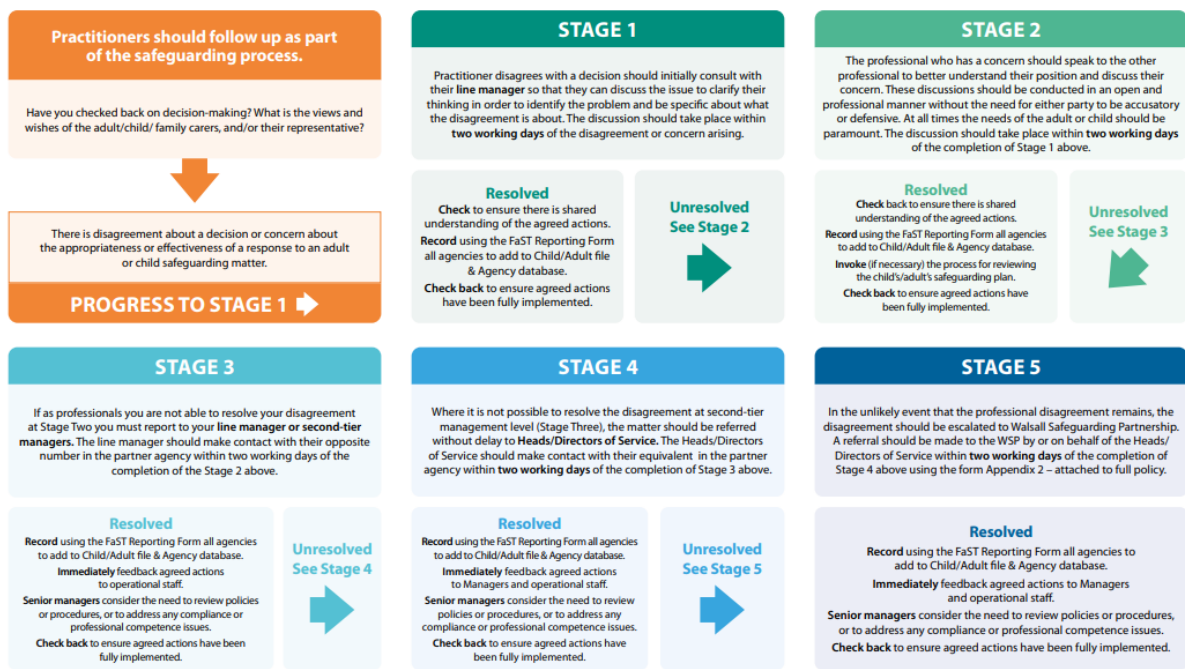 Practitioners should follow up as part
of the safeguarding process.
Have you checked back on decision-making? What is the views and
wishes of the adult/child/ family carers, and/or their representative?
There is disagreement about a decision or concern about
the appropriateness or effectiveness of a response to an adult
or child safeguarding matter.
PROGRESS TO STAGE 1
STAGE 1
Practitioner disagrees with a decision should initially consult with
their line manager so that they can discuss the issue to clarify their
thinking in order to identify the problem and be specific about what
the disagreement is about. The discussion should take place within
two working days of the disagreement or concern arising.
Resolved
Check to ensure there is shared
understanding of the agreed actions.
Record using the FaST Reporting Form
all agencies to add to Child/Adult file
& Agency database.
Check back to ensure agreed actions
have been fully implemented.
Unresolved
See Stage 2
STAGE 2
The professional who has a concern should speak to the other
professional to better understand their position and discuss their
concern. These discussions should be conducted in an open and
professional manner without the need for either party to be accusatory
or defensive. At all times the needs of the adult or child should be
paramount. The discussion should take place within two working days
of the completion of Stage 1 above.
Resolved
Check back to ensure there is shared
understanding of the agreed actions.
Record using the FaST Reporting Form all agencies
to add to Child/Adult file & Agency database.
Invoke (if necessary) the process for reviewing
the child's/adult's safeguarding plan.
Check back to ensure agreed actions have
been fully implemented.
Unresolved
See Stage 3
STAGE 3
If as professionals you are not able to resolve your disagreement
at Stage Two you must report to your line manager or second-tier
managers. The line manager should make contact with their opposite
number in the partner agency within two working days of the
completion of the Stage 2 above.
Resolved
Record using the FaST Reporting Form all agencies
to add to Child/Adult file & Agency database.
Immediately feedback agreed actions
to operational staff.
Senior managers consider the need to review policies
or procedures, or to address any compliance or
professional competence issues.
Check back to ensure agreed actions have been
fully implemented.
Unresolved
See Stage 4
STAGE 4
Where it is not possible to resolve the disagreement at second-tier
management level (Stage Three), the matter should be referred
without delay to Heads/Directors of Service. The Heads/Directors
of Service should make contact with their equivalent in the partner
agency within two working days of the completion of Stage 3 above.
Resolved
Record using the FaST Reporting Form all agencies
to add to Child/Adult file & Agency database.
Immediately feedback agreed actions
to Managers and operational staff.
Senior managers consider the need to review
policies or procedures, or to address any
compliance or professional competence issues.
Check back to ensure agreed actions have
been fully implemented.
Unresolved
See Stage 5
STAGE 5
In the unlikely event that the professional disagreement remains, the
disagreement should be escalated to Walsall Safeguarding Partnership.
A referral should be made to the WSP by or on behalf of the Heads/
Directors of Service within two working days of the completion of
Stage 4 above using the form Appendix 2 – attached to full policy.
Resolved
Record using the FaST Reporting Form all agencies to
add to Child/Adult file & Agency database.
Immediately feedback agreed actions to Managers
and operational staff.
Senior managers consider the need to review policies or procedures,
or to address any compliance or professional competence issues.
Check back to ensure agreed actions have been fully implemented.